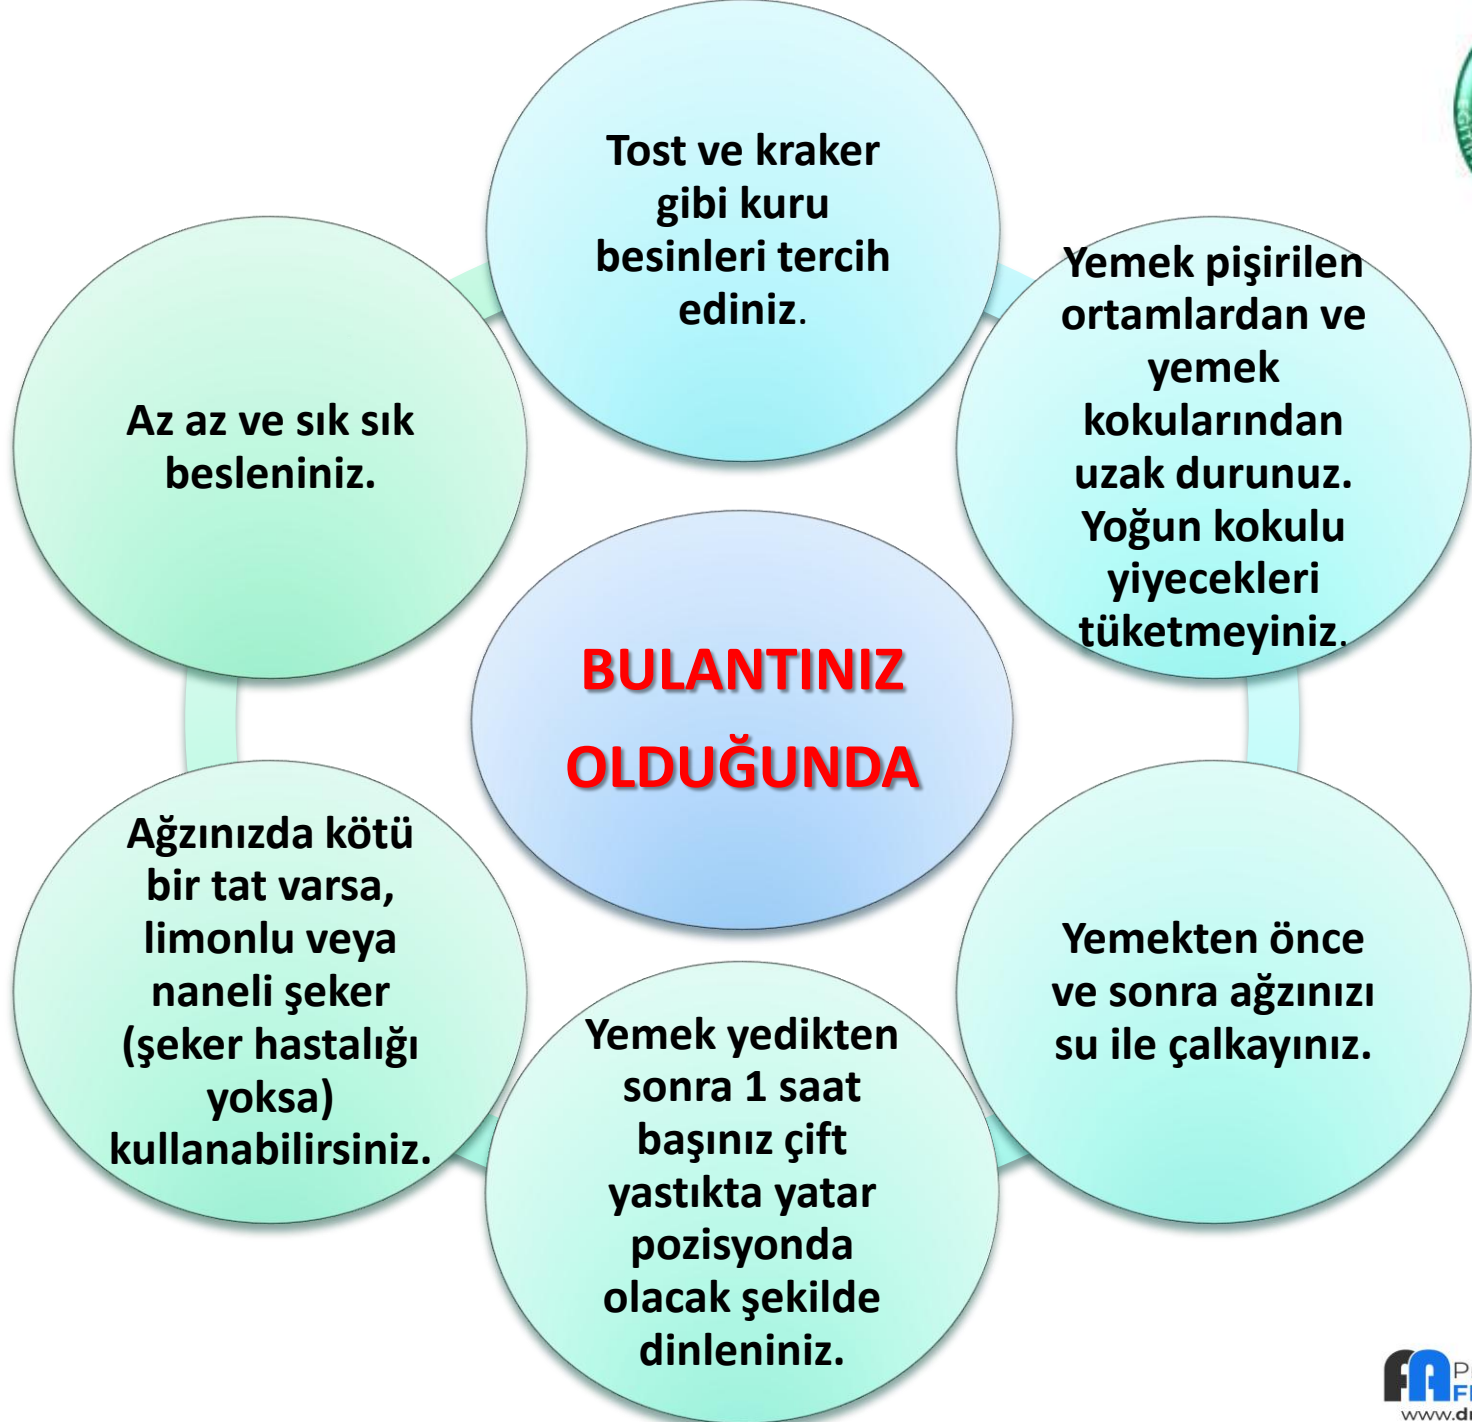 Tost ve kraker
gibi kuru
besinleri tercih
ediniz.
Yemek pişirilen
ortamlardan ve
yemek
kokularından
uzak durunuz.
Yoğun kokulu
yiyecekleri
tüketmeyiniz.
Az az ve sık sık
besleniniz.
BULANTINIZ
OLDUĞUNDA
Ağzınızda kötü
bir tat varsa,
limonlu veya
naneli şeker
(şeker hastalığı
yoksa)
kullanabilirsiniz.
Yemekten önce
ve sonra ağzınızı
su ile çalkayınız.
Yemek yedikten
sonra 1 saat
başınız çift
yastıkta yatar
pozisyonda
olacak şekilde
dinleniniz.
FA